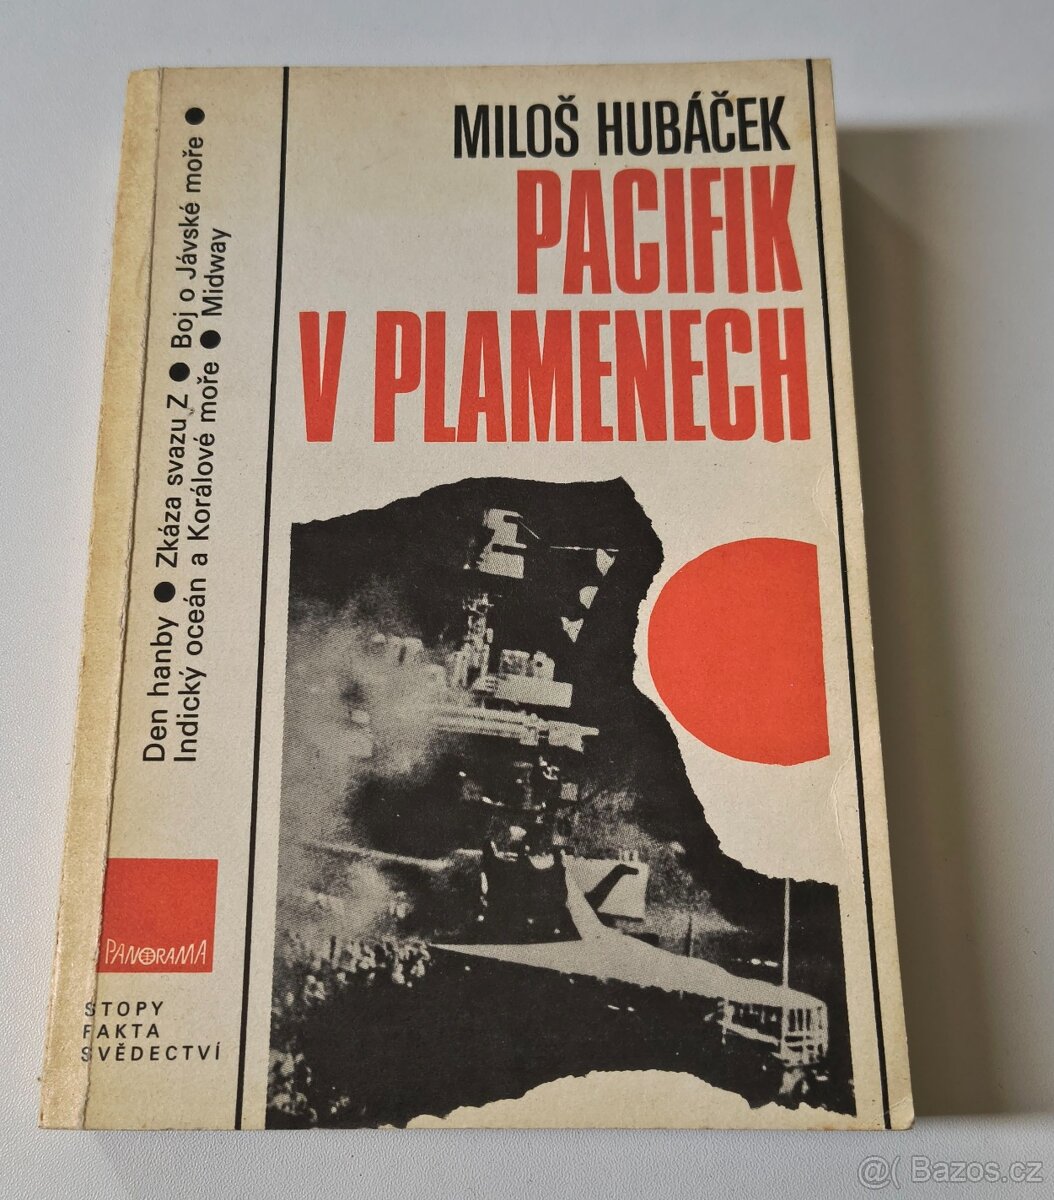 MILOŠ HUBÁČEK
PACIFIK
V PLAMENECH
Den hanby ● Zkáza svazu Z ● Boj o Jávské moře ●
Indický oceán a Korálové moře ● Midway
PANORAMA
STOPY
FAKTA
SVĚDECTVÍ
@( Bazos.cz